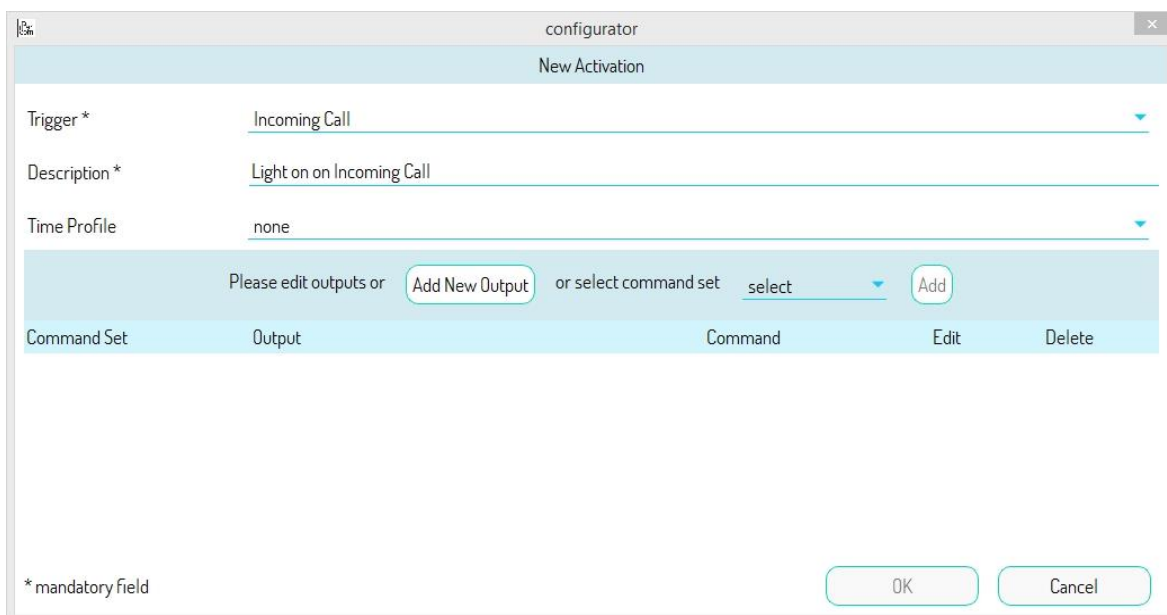 configurator
New Activation
Trigger * Incoming Call
Description * Light on on Incoming Call
Time Profile none
Please edit outputs or Add New Output or select command set select Add
Command Set Output Command Edit Delete
* mandatory field OK Cancel